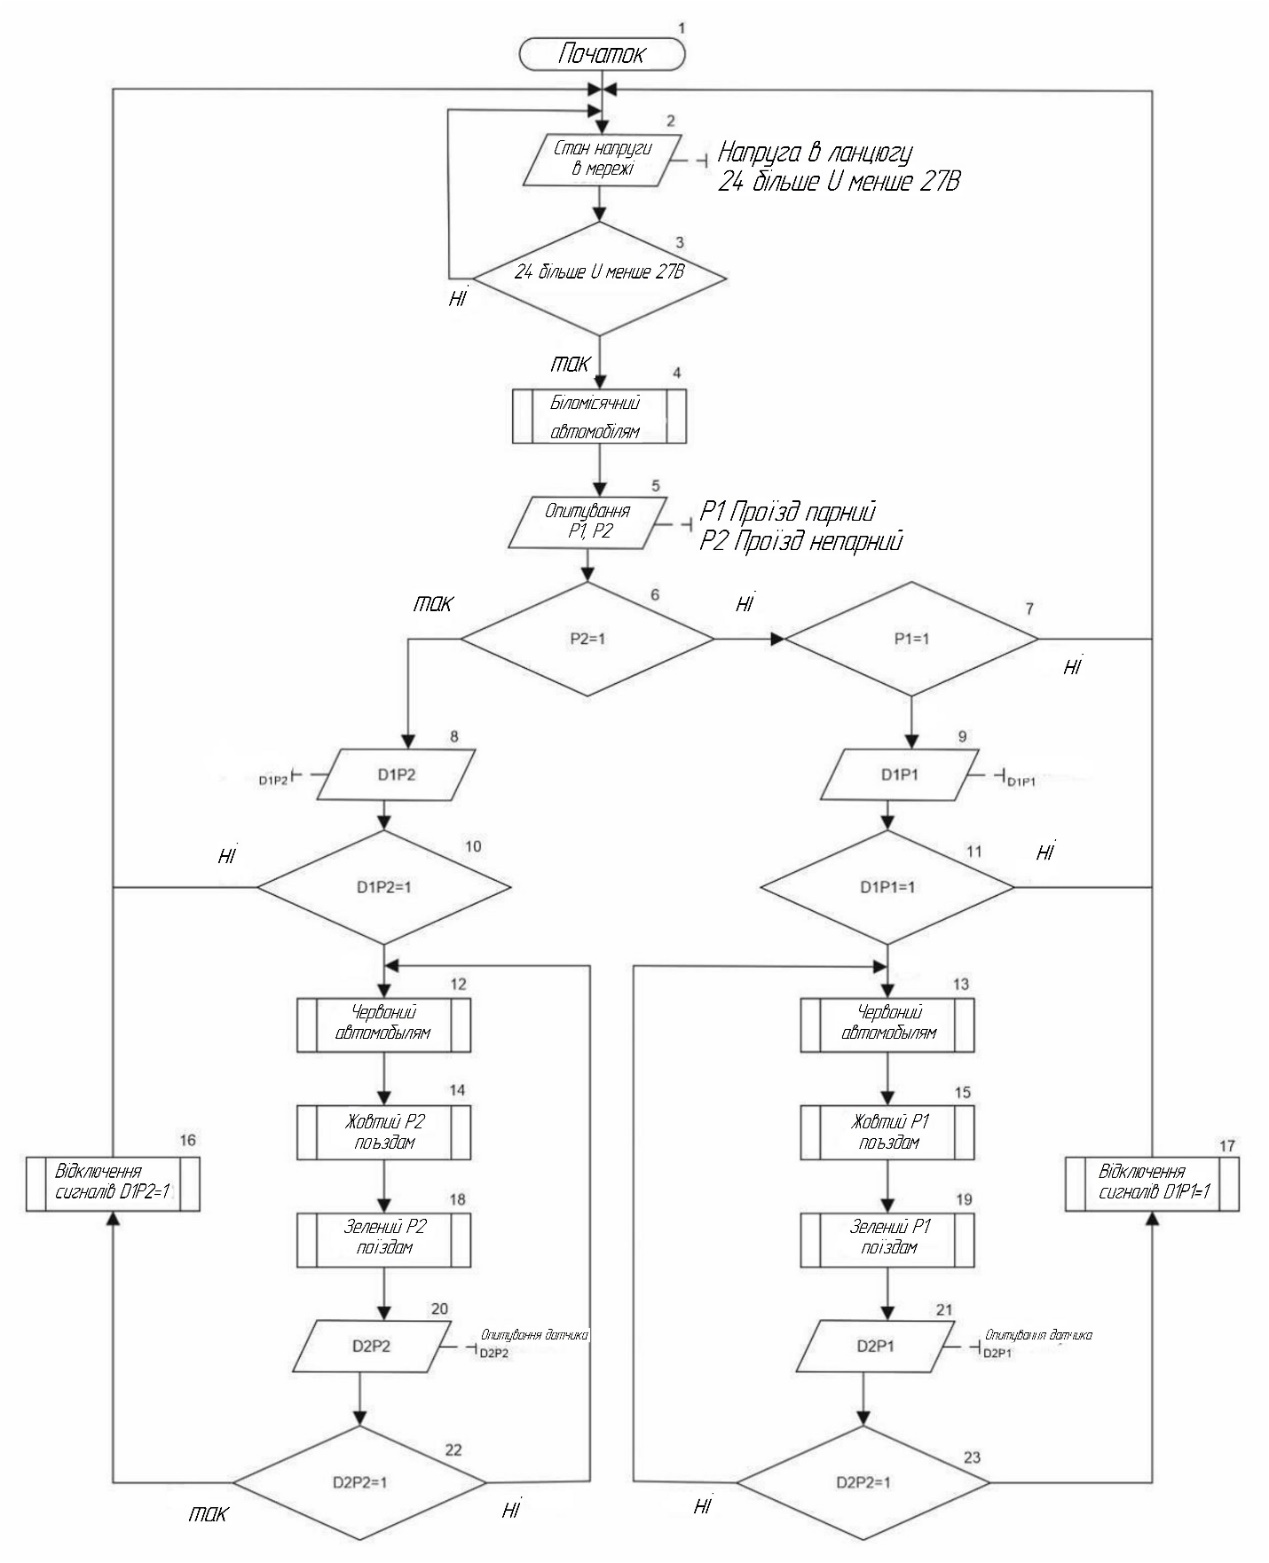 1
Початок
2
Стан напруги
в мережі
Напруга в ланцюгу
24 більше U менше 27В
3
24 більше U менше 27В
ні
так
4
Біломісячний
автомобілям
5
Опитування
Р1, Р2
Р1 Проїзд парний
Р2 Проїзд непарний
так
6
ні
7
P2=1
P1=1
ні
8
9
D1P2
D1P2
D1P1
D1P1
ні
10
11
ні
D1P2=1
D1P1=1
12
13
Червоний
автомобылям
Червоний
автомобылям
14
15
Жовтий Р2
поъздам
Жовтий Р1
поъздам
16
17
Відключення
сигналів D1P2=1
Відключення
сигналів D1P1=1
18
19
Зелений Р2
поїздам
Зелений Р1
поїздам
20
21
D2P2
Опитування датчика
D2P2
D2P1
Опитування датчика
D2P1
22
23
D2P2=1
D2P2=1
так
ні
ні